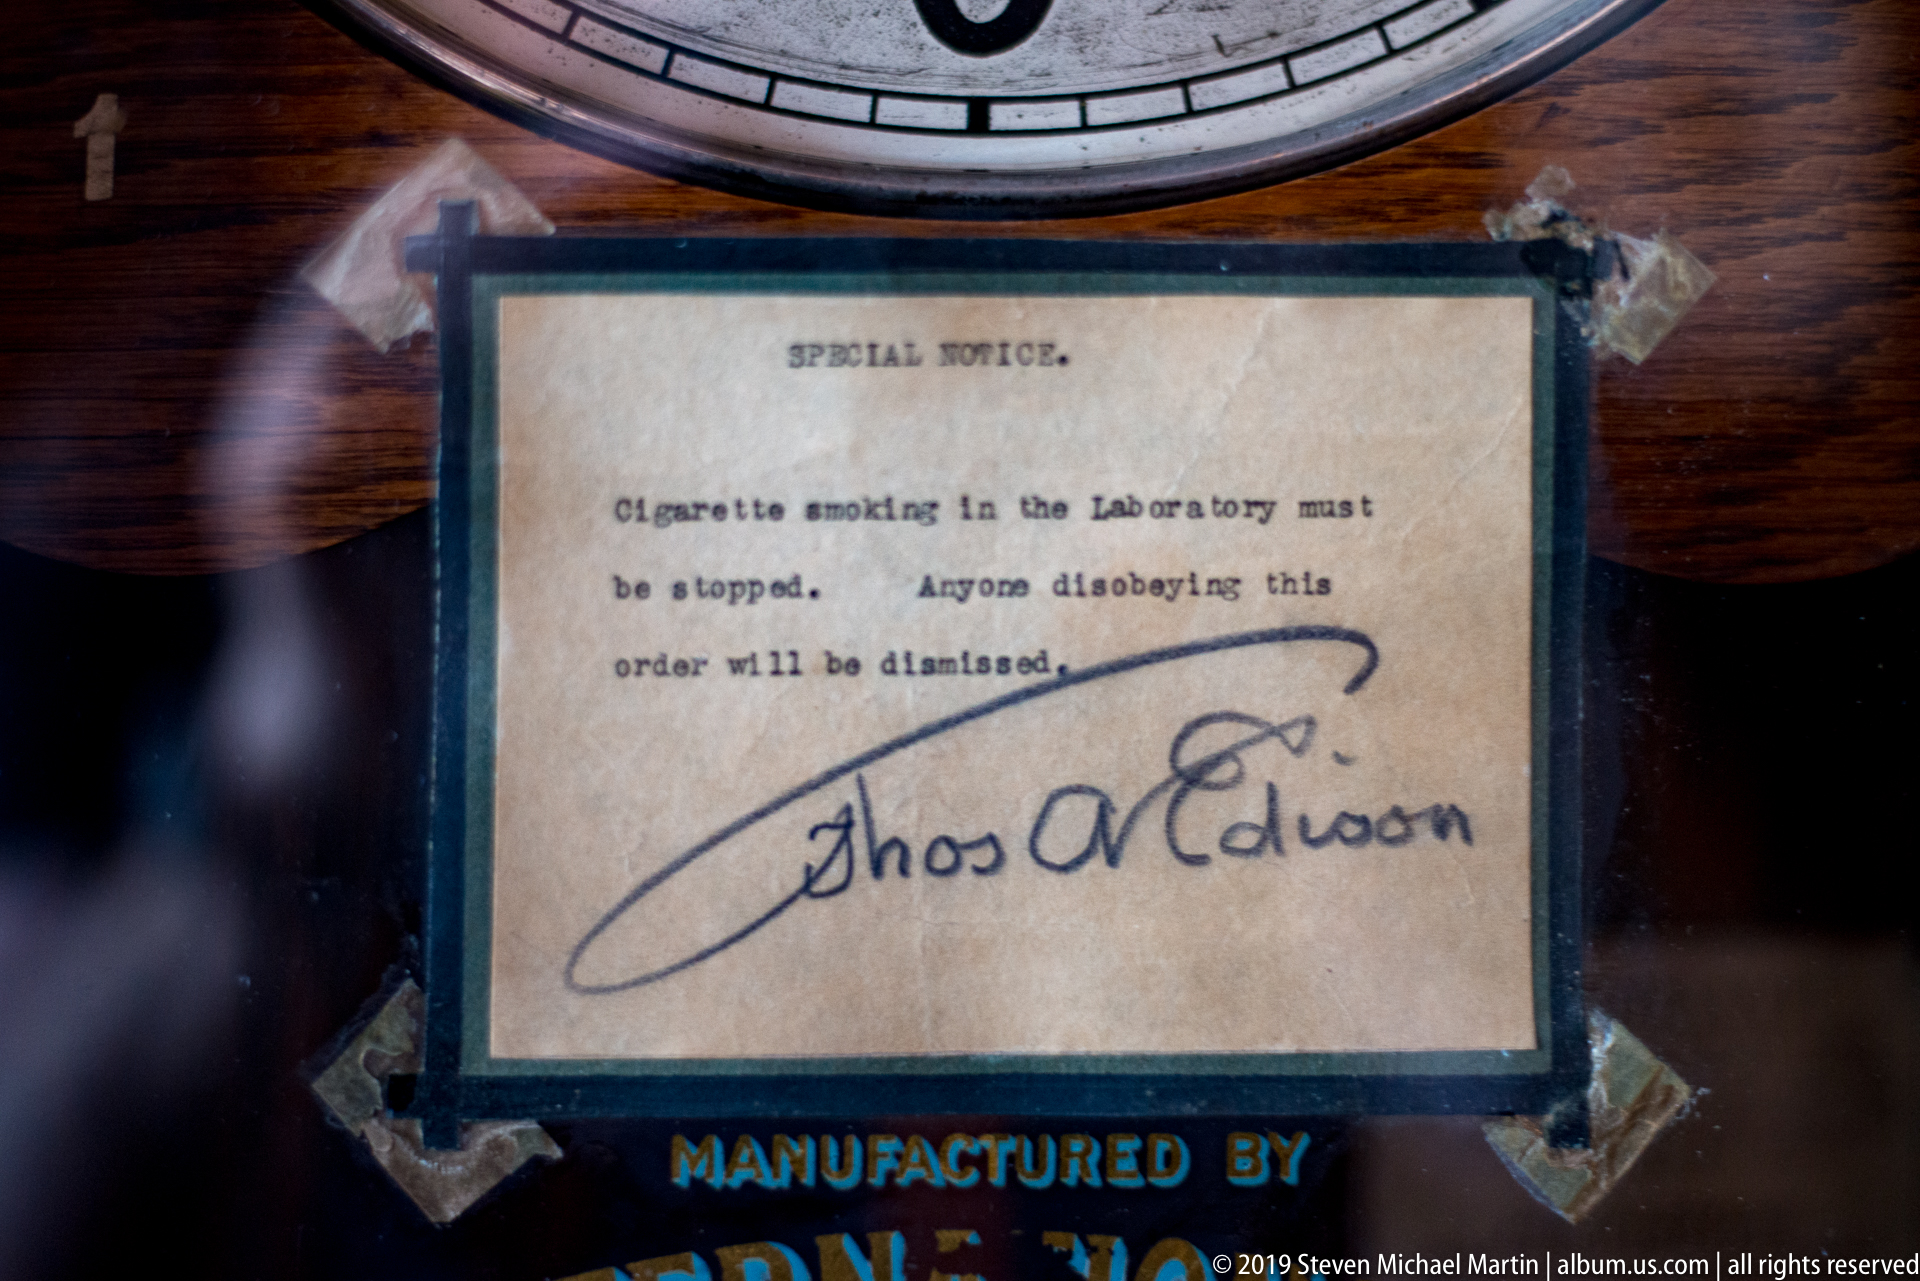 1
SPECIAL NOTICE.
Cigarette smoking in the Laboratory must
be stopped. Anyone disobeying this
order will be dismissed.
Thos A Edison
MANUFACTURED BY
© 2019 Steven Michael Martin | album.us.com | all rights reserved